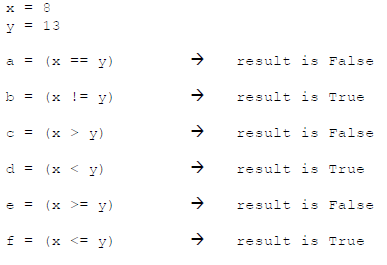 x = 8
y = 13
a = (x == y) → result is False
b = (x != y) → result is True
c = (x > y) → result is False
d = (x < y) → result is True
e = (x >= y) → result is False
f = (x <= y) → result is True